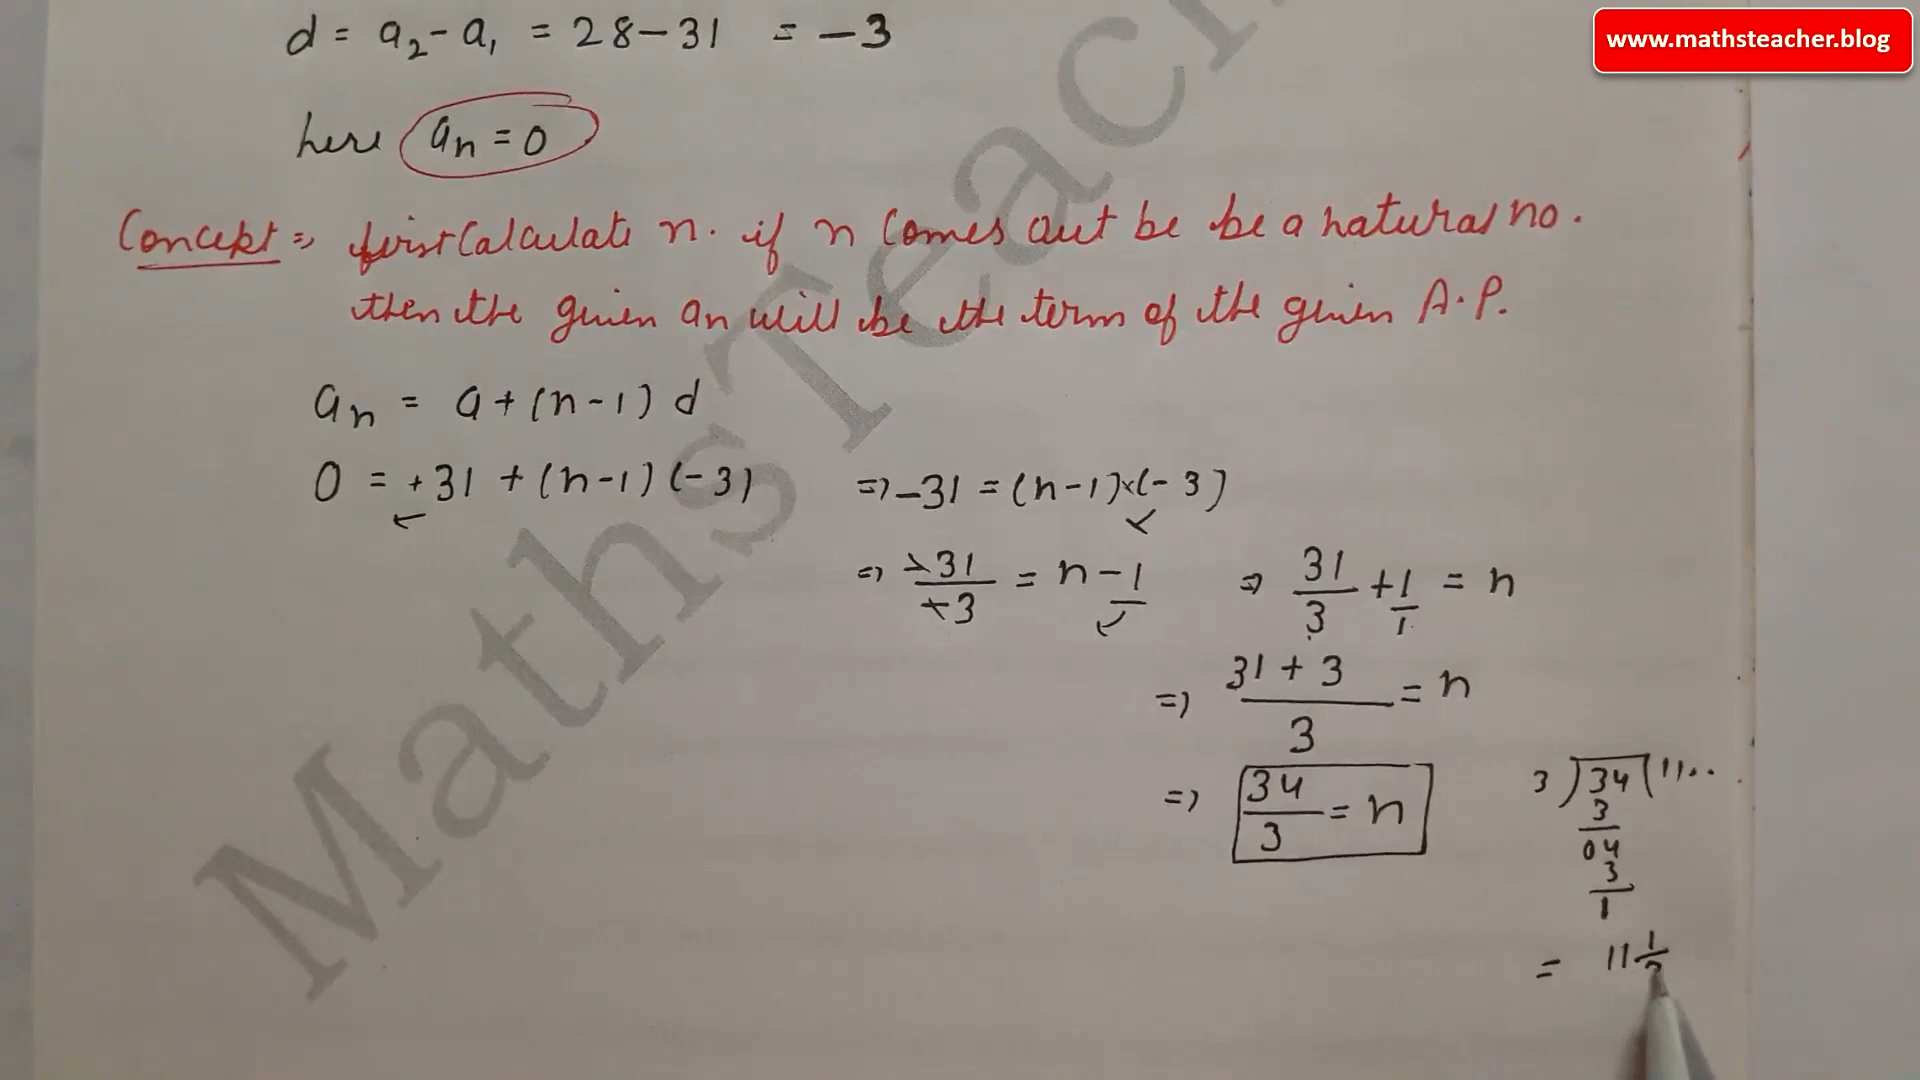 www.mathsteacher.blog
d = a₂ - a₁ = 28 - 31 = -3
here aₙ = 0
Concept => first Calculate n. if n Comes out be be a natural no.
then the given an will be the term of the given A.P.
aₙ = a + (n-1) d
0 = +31 + (n-1) (-3) => -31 = (n-1)×(-3)
=> -31/-3 = n - 1/1 => 31/3 + 1/1 = n
=> 31 + 3/3 = n
=> 34/3 = n
3 ) 34 ( 11..
3
04
3
1
= 11 1/3
MathsTeach